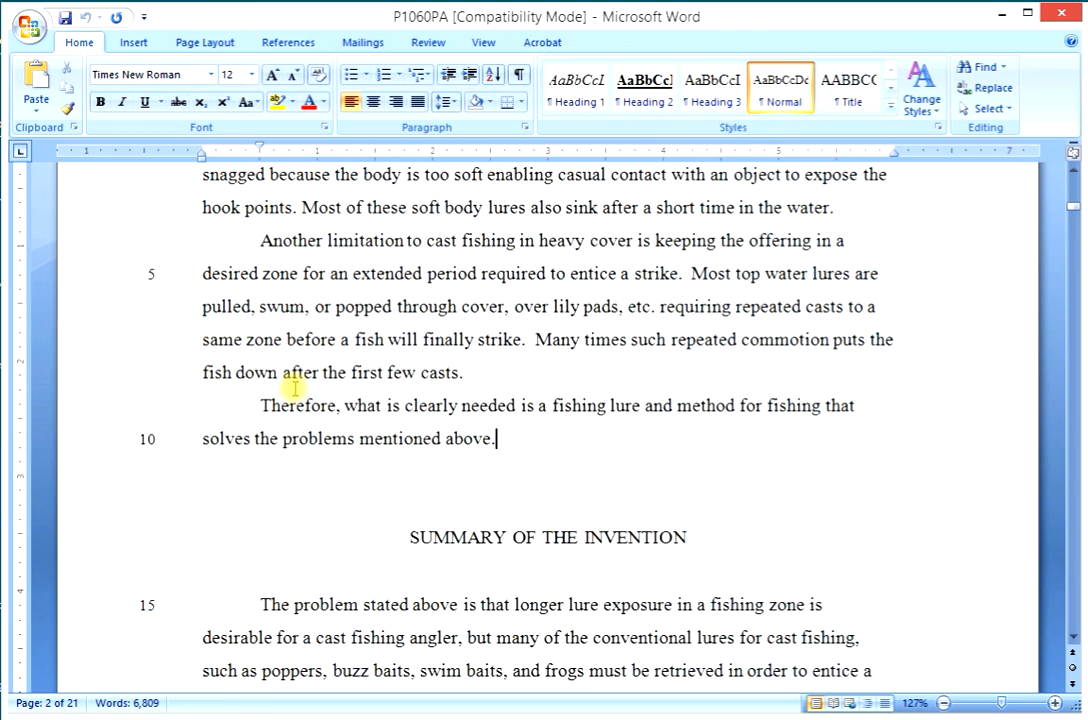 P1060PA [Compatibility Mode] - Microsoft Word
Home Insert Page Layout References Mailings Review View Acrobat
Times New Roman 12
Paste
B I U abc Aa A
AaBbCcI AaBbCc AaBbCcI AaBbCcDc AABBC
¶ Heading 1 ¶ Heading 2 ¶ Heading 3 ¶ Normal ¶ Title
Change Styles
Find
Replace
Select
Clipboard Font Paragraph Styles Editing
1 1 2 3 4 5 7
snagged because the body is too soft enabling casual contact with an object to expose the
hook points. Most of these soft body lures also sink after a short time in the water.
Another limitation to cast fishing in heavy cover is keeping the offering in a
5 desired zone for an extended period required to entice a strike. Most top water lures are
pulled, swum, or popped through cover, over lily pads, etc. requiring repeated casts to a
same zone before a fish will finally strike. Many times such repeated commotion puts the
fish down after the first few casts.
Therefore, what is clearly needed is a fishing lure and method for fishing that
10 solves the problems mentioned above.
SUMMARY OF THE INVENTION
15 The problem stated above is that longer lure exposure in a fishing zone is
desirable for a cast fishing angler, but many of the conventional lures for cast fishing,
such as poppers, buzz baits, swim baits, and frogs must be retrieved in order to entice a
Page: 2 of 21 Words: 6,809 127%